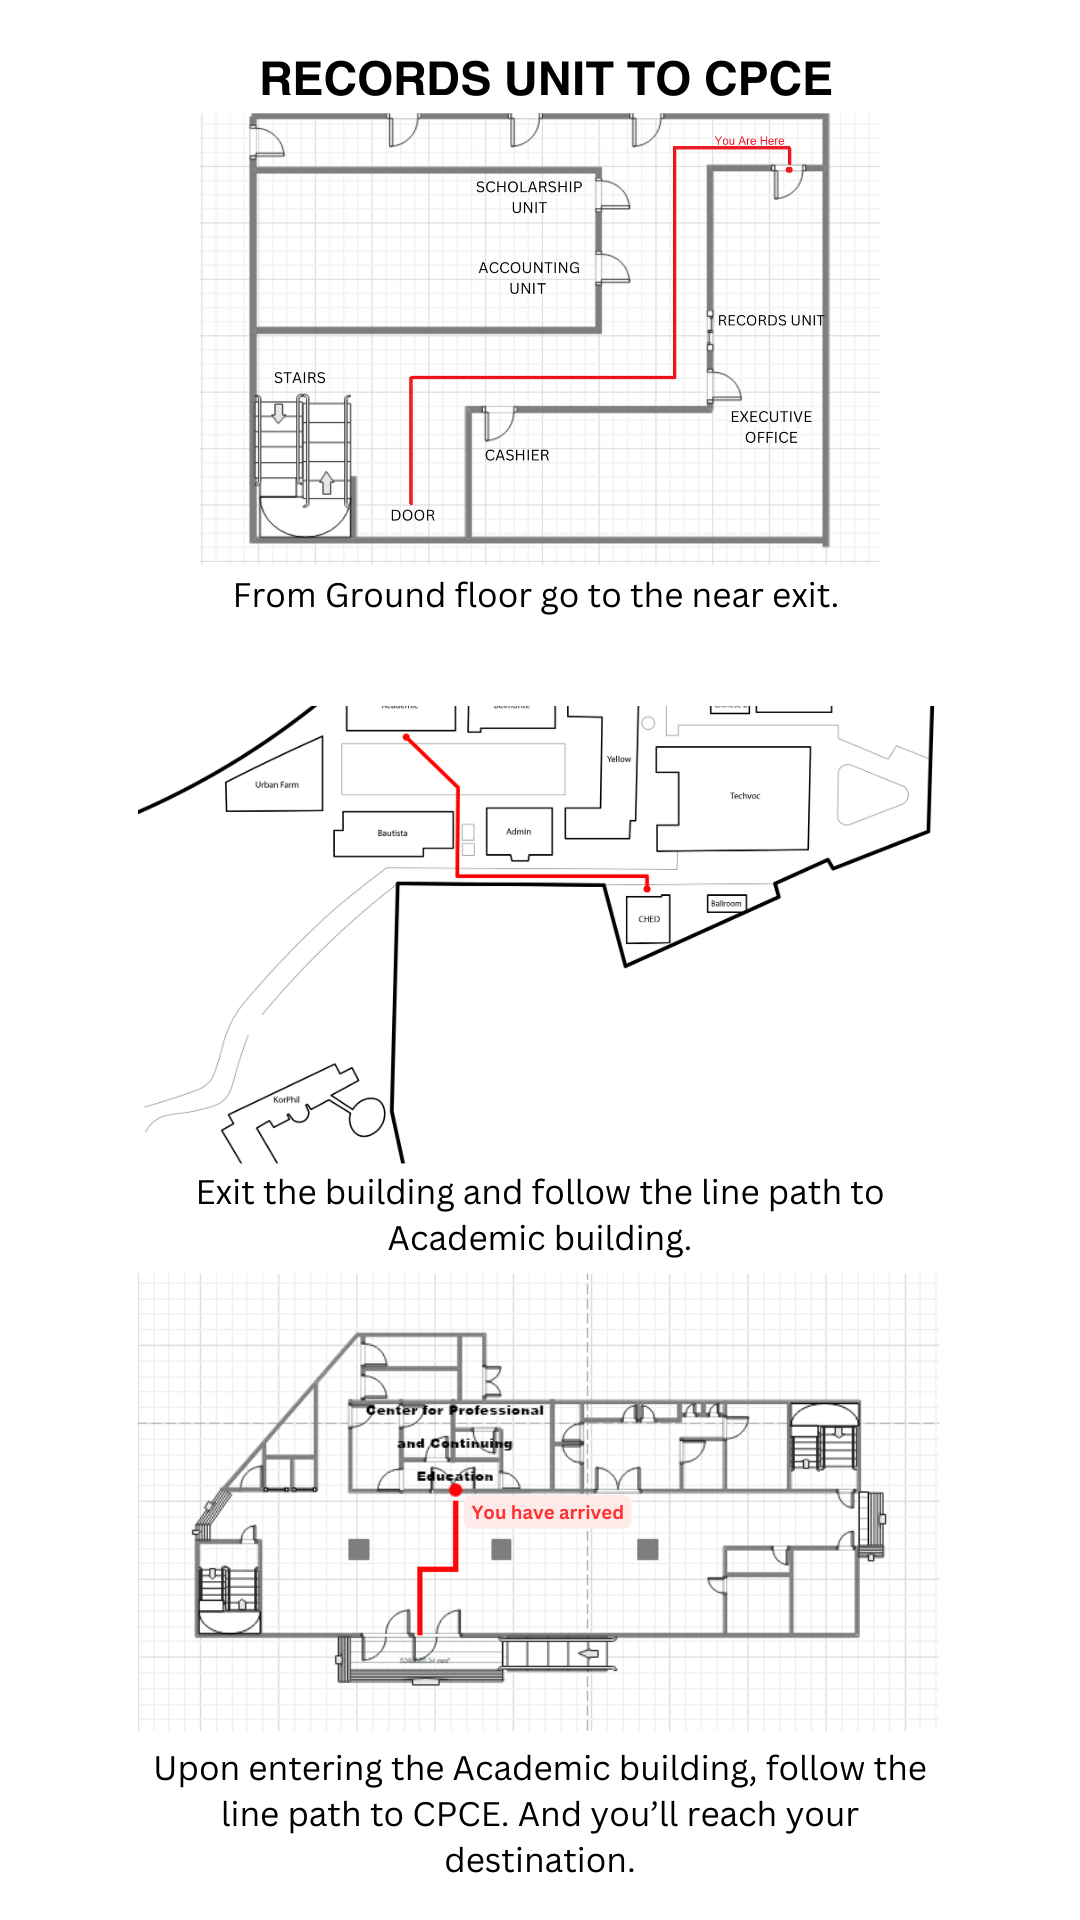 RECORDS UNIT TO CPCE
You Are Here
SCHOLARSHIP
UNIT
ACCOUNTING
UNIT
RECORDS UNIT
STAIRS
EXECUTIVE
OFFICE
CASHIER
DOOR
From Ground floor go to the near exit.
Academic
Belmonte
Yellow
Urban Farm
Techvoc
Bautista
Admin
CHED
Ballroom
KorPhil
Exit the building and follow the line path to
Academic building.
Center for Professional
and Continuing
Education
You have arrived
Upon entering the Academic building, follow the
line path to CPCE. And you’ll reach your
destination.